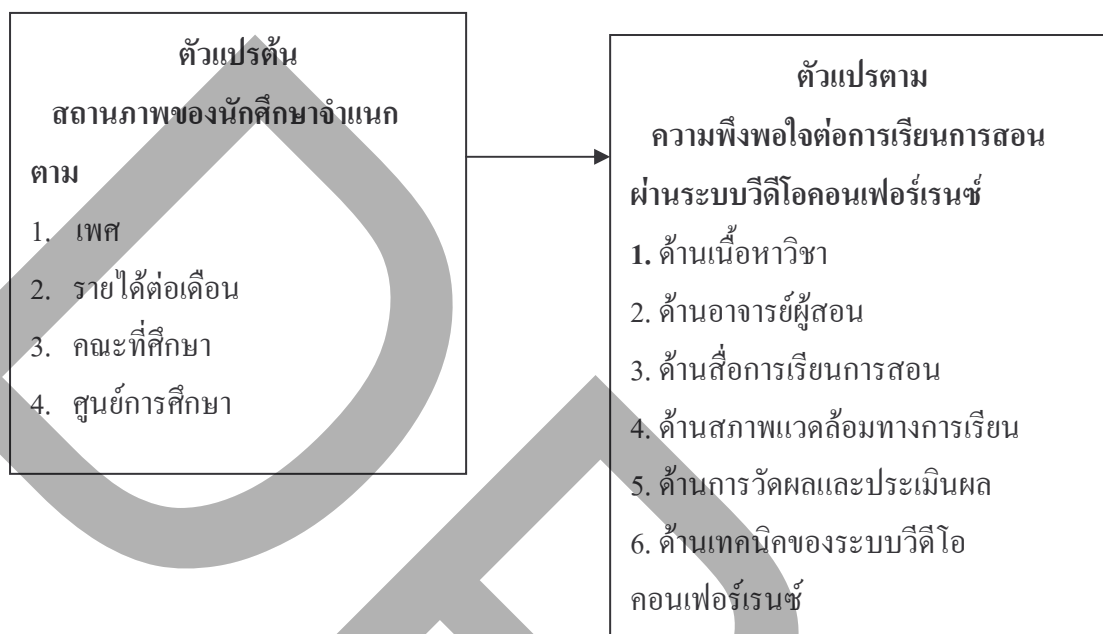 ตัวแปรต้น
สถานภาพของนักศึกษาจำแนก
ตาม
1. เพศ
2. รายได้ต่อเดือน
3. คณะที่ศึกษา
4. ศูนย์การศึกษา
ตัวแปรตาม
ความพึงพอใจต่อการเรียนการสอน
ผ่านระบบวีดีโอคอนเฟอร์เรนซ์
1. ด้านเนื้อหาวิชา
2. ด้านอาจารย์ผู้สอน
3. ด้านสื่อการเรียนการสอน
4. ด้านสภาพแวดล้อมทางการเรียน
5. ด้านการวัดผลและประเมินผล
6. ด้านเทคนิคของระบบวีดีโอ
คอนเฟอร์เรนซ์